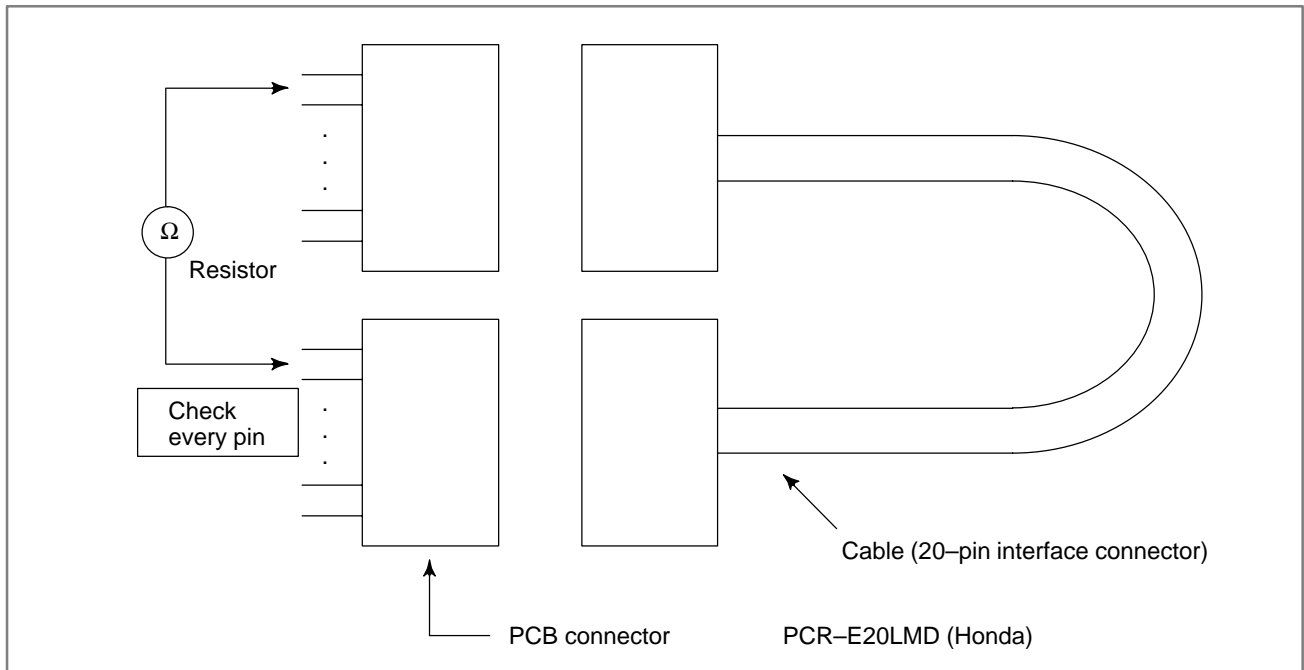 Ω
Resistor
Check
every pin
Cable (20–pin interface connector)
PCB connector
PCR–E20LMD (Honda)